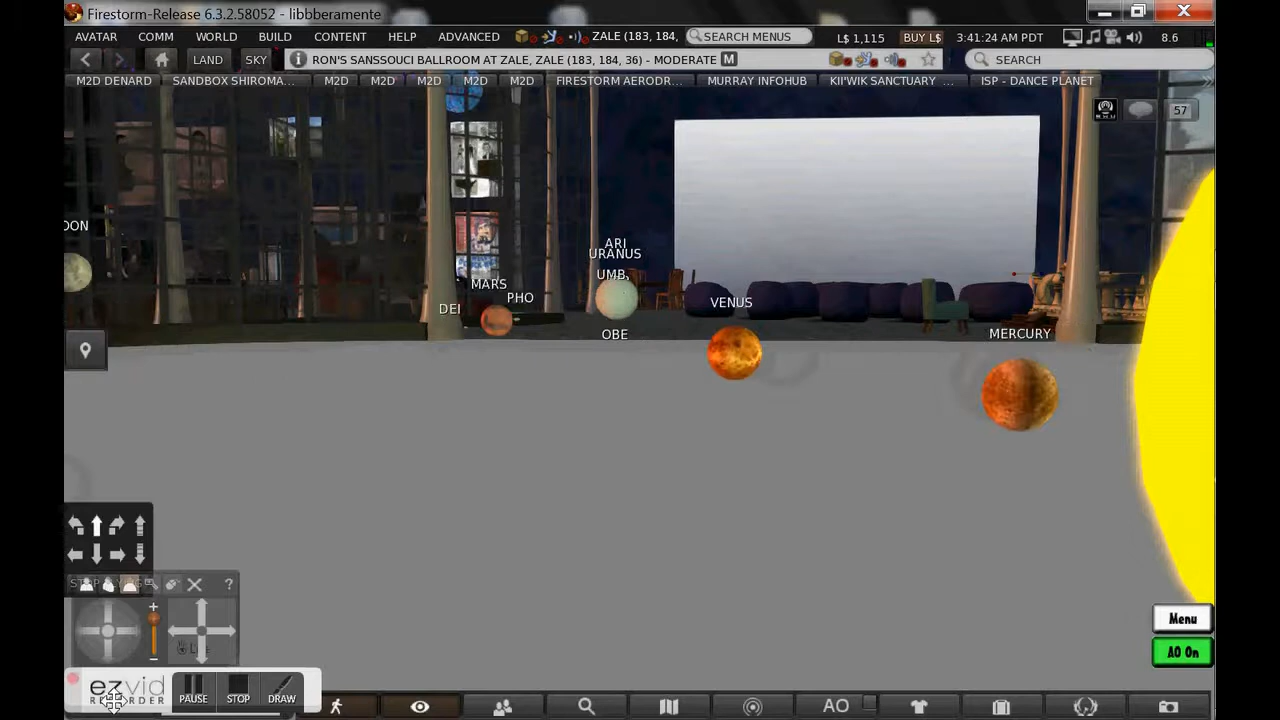 Firestorm-Release 6.3.2.58052 - libbberamente
AVATAR COMM WORLD BUILD CONTENT HELP ADVANCED ZALE (183, 184, SEARCH MENUS L$ 1,115 BUY L$ 3:41:24 AM PDT 8.6
LAND SKY RON'S SANSSOUCI BALLROOM AT ZALE, ZALE (183, 184, 36) - MODERATE M SEARCH
M2D DENARD SANDBOX SHIROMA... M2D M2D M2D M2D M2D FIRESTORM AERODR... MURRAY INFOHUB KII'WIK SANCTUARY ... ISP - DANCE PLANET
57
OON
ARI
URANUS
UMB
MARS
PHO
DEI
VENUS
OBE
MERCURY
?
Menu
AO On
ezvid
RECORDER
PAUSE STOP DRAW
AO